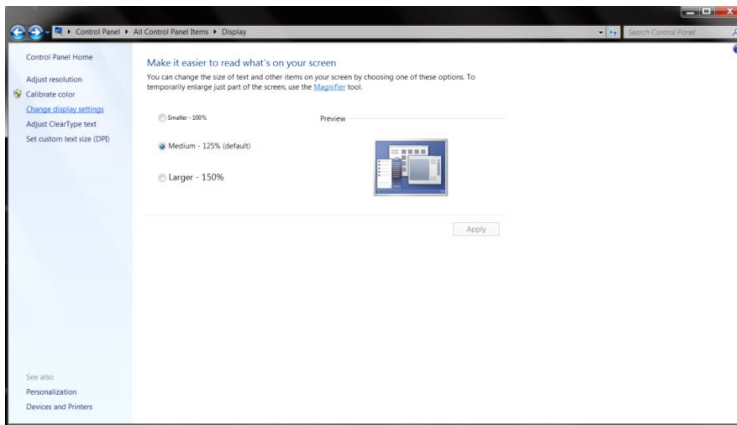 Control Panel ▸ All Control Panel Items ▸ Display
Search Control Panel
Control Panel Home
Adjust resolution
Calibrate color
Change display settings
Adjust ClearType text
Set custom text size (DPI)
See also
Personalization
Devices and Printers
Make it easier to read what's on your screen
You can change the size of text and other items on your screen by choosing one of these options. To
temporarily enlarge just part of the screen, use the Magnifier tool.
Smaller - 100%
Preview
Medium - 125% (default)
Larger - 150%
Apply